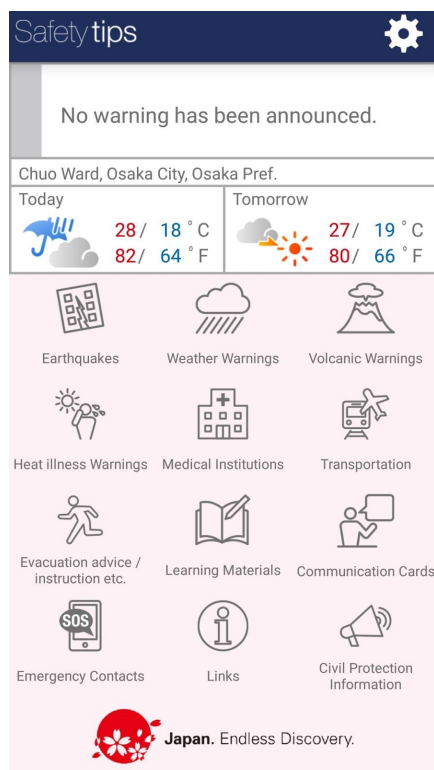 Safety tips
No warning has been announced.
Chuo Ward, Osaka City, Osaka Pref.
Today
28/ 18 °C
82/ 64 °F
Tomorrow
27/ 19 °C
80/ 66 °F
Earthquakes
Weather Warnings
Volcanic Warnings
Heat illness Warnings
Medical Institutions
Transportation
Evacuation advice /
instruction etc.
Learning Materials
Communication Cards
SOS
Emergency Contacts
Links
Civil Protection
Information
Japan. Endless Discovery.